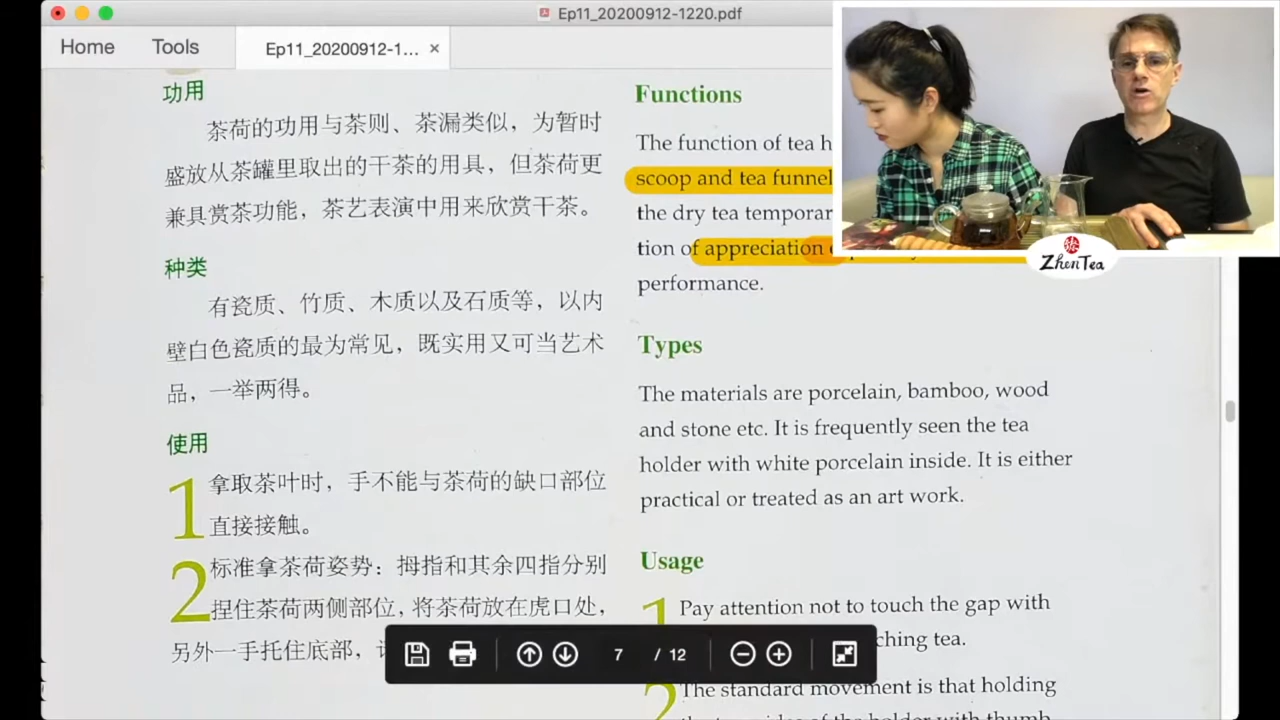 Ep11_20200912-1220.pdf
Home
Tools
Ep11_20200912-1... ×
功用
茶荷的功用与茶则、茶漏类似，为暂时
盛放从茶罐里取出的干茶的用具，但茶荷更
兼具赏茶功能，茶艺表演中用来欣赏干茶。
种类
有瓷质、竹质、木质以及石质等，以内
壁白色瓷质的最为常见，既实用又可当艺术
品，一举两得。
使用
1 拿取茶叶时，手不能与茶荷的缺口部位
直接接触。
2 标准拿茶荷姿势：拇指和其余四指分别
捏住茶荷两侧部位，将茶荷放在虎口处，
另外一手托住底部，
Functions
The function of tea h
scoop and tea funnel
the dry tea temporar
tion of appreciation
performance.
Types
The materials are porcelain, bamboo, wood
and stone etc. It is frequently seen the tea
holder with white porcelain inside. It is either
practical or treated as an art work.
Usage
1 Pay attention not to touch the gap with
ching tea.
2 The standard movement is that holding
the two sides of the holder with thumb
ZhenTea
7 / 12